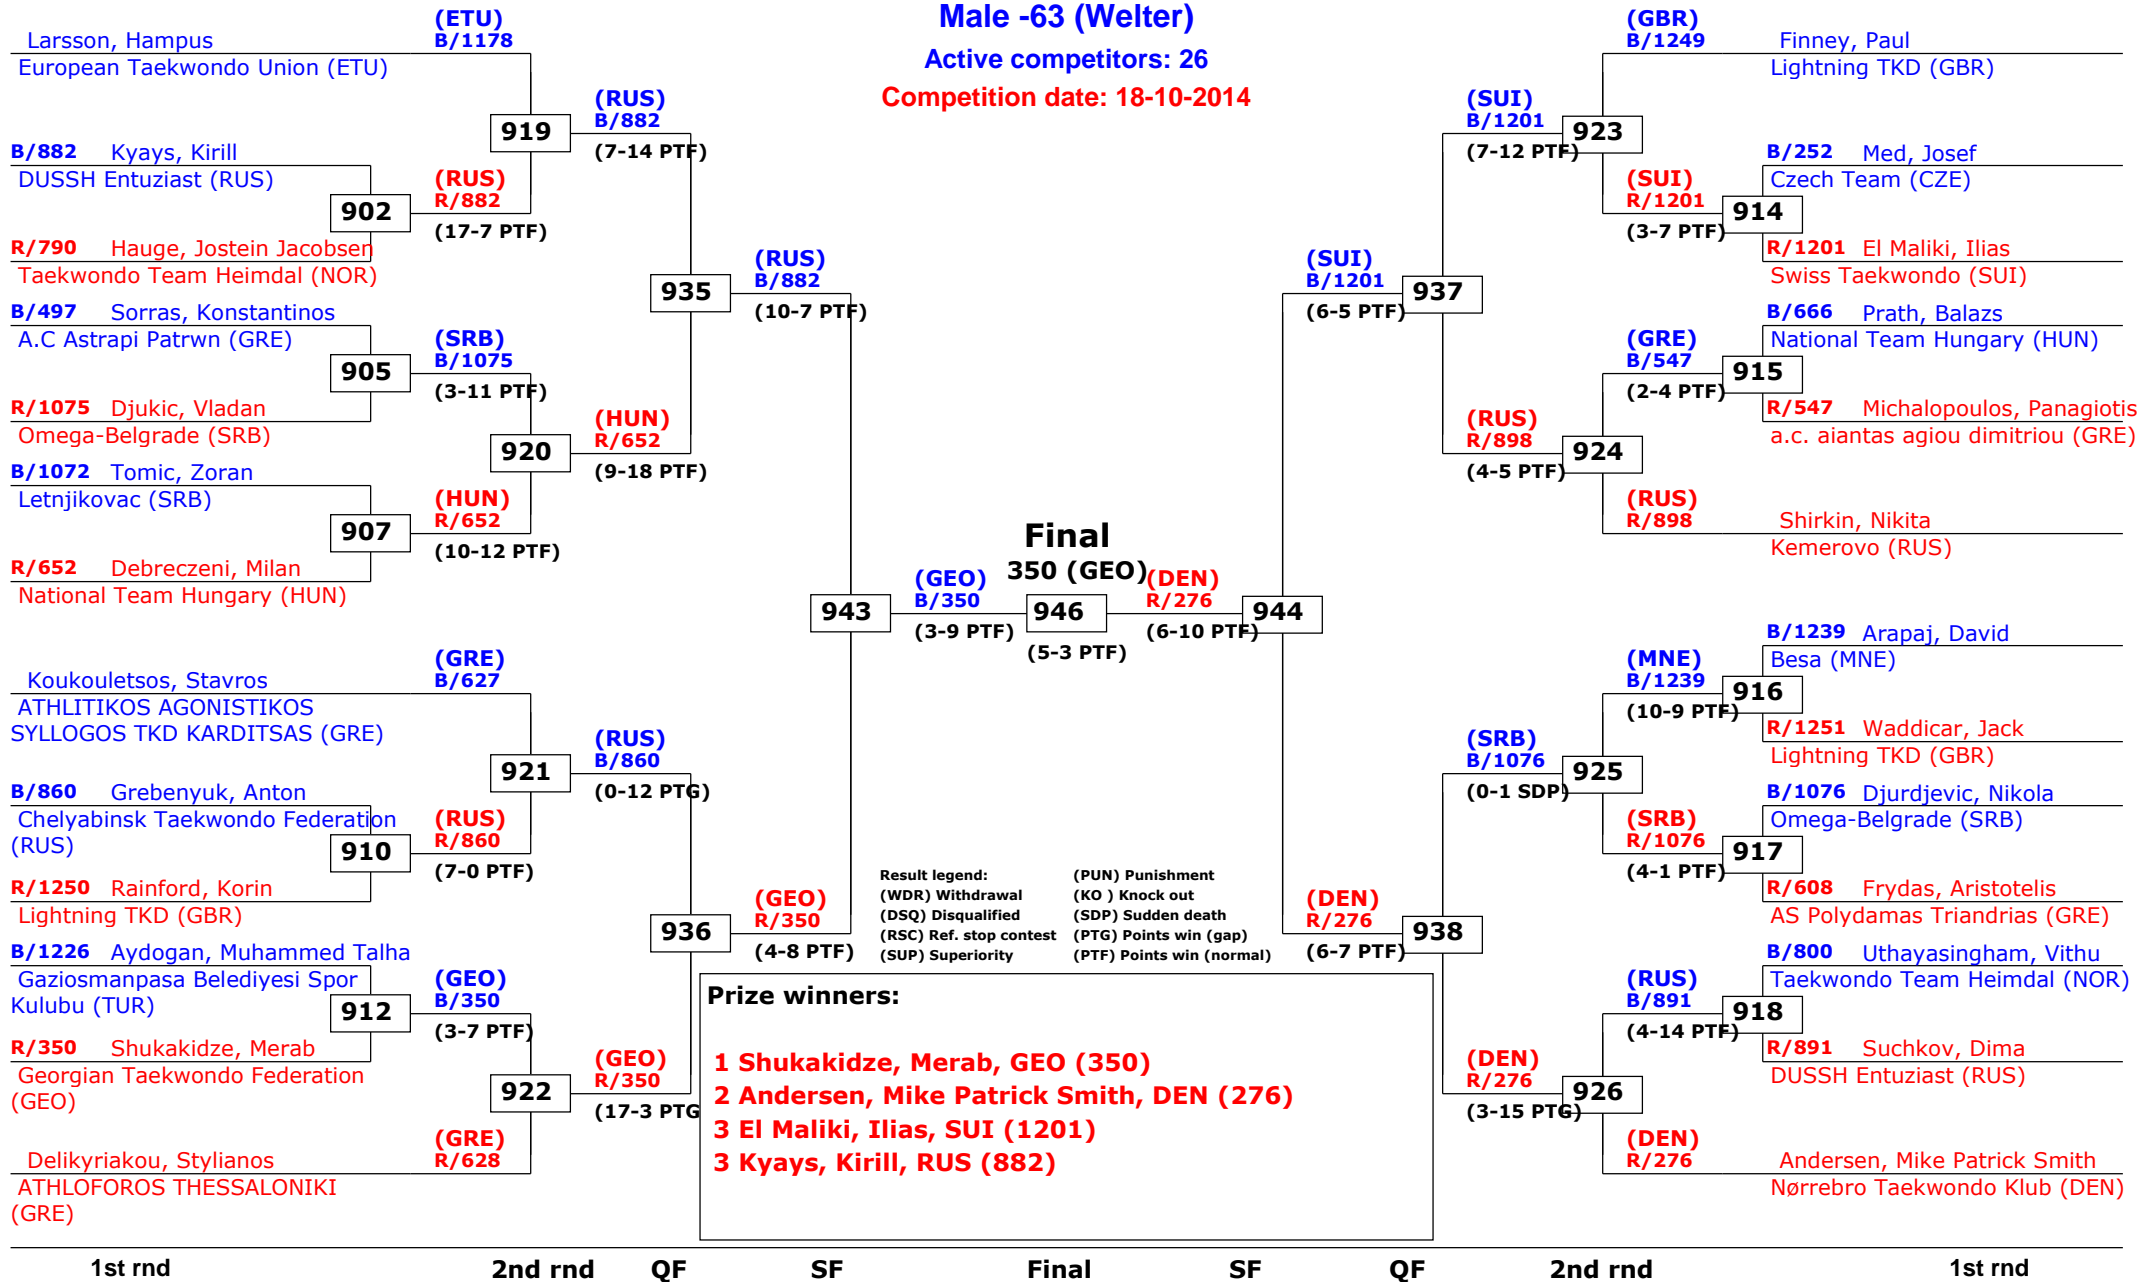 Male -63 (Welter)
Active competitors: 26
Competition date: 18-10-2014
Larsson, Hampus
European Taekwondo Union (ETU)
(ETU)
B/1178
B/882 Kyays, Kirill
DUSSH Entuziast (RUS)
902
R/790 Hauge, Jostein Jacobsen
Taekwondo Team Heimdal (NOR)
(RUS)
R/882
(17-7 PTF)
919
(RUS)
B/882
(7-14 PTF)
B/497 Sorras, Konstantinos
A.C Astrapi Patrwn (GRE)
905
R/1075 Djukic, Vladan
Omega-Belgrade (SRB)
(SRB)
B/1075
(3-11 PTF)
920
(HUN)
R/652
(9-18 PTF)
B/1072 Tomic, Zoran
Letnjikovac (SRB)
907
R/652 Debreczeni, Milan
National Team Hungary (HUN)
(HUN)
R/652
(10-12 PTF)
935
(RUS)
B/882
(10-7 PTF)
Koukouletsos, Stavros
ATHLITIKOS AGONISTIKOS
SYLLOGOS TKD KARDITSAS (GRE)
(GRE)
B/627
B/860 Grebenyuk, Anton
Chelyabinsk Taekwondo Federation
(RUS)
910
R/1250 Rainford, Korin
Lightning TKD (GBR)
(RUS)
R/860
(7-0 PTF)
921
(RUS)
B/860
(0-12 PTG)
B/1226 Aydogan, Muhammed Talha
Gaziosmanpasa Belediyesi Spor
Kulubu (TUR)
912
R/350 Shukakidze, Merab
Georgian Taekwondo Federation
(GEO)
(GEO)
B/350
(3-7 PTF)
922
(GEO)
R/350
(17-3 PTG
Delikyriakou, Stylianos
ATHLOFOROS THESSALONIKI
(GRE)
(GRE)
R/628
936
(GEO)
R/350
(4-8 PTF)
943
(GEO)
B/350
(3-9 PTF)
Final
350 (GEO)
946
(5-3 PTF)
(DEN)
R/276
(6-10 PTF)
944
(SUI)
B/1201
(6-5 PTF)
937
(SUI)
B/1201
(7-12 PTF)
923
(GBR)
B/1249
Finney, Paul
Lightning TKD (GBR)
(SUI)
R/1201
(3-7 PTF)
914
B/252 Med, Josef
Czech Team (CZE)
R/1201 El Maliki, Ilias
Swiss Taekwondo (SUI)
(RUS)
R/898
(4-5 PTF)
924
(GRE)
B/547
(2-4 PTF)
915
B/666 Prath, Balazs
National Team Hungary (HUN)
R/547 Michalopoulos, Panagiotis
a.c. aiantas agiou dimitriou (GRE)
(RUS)
R/898
Shirkin, Nikita
Kemerovo (RUS)
(DEN)
R/276
(6-7 PTF)
938
(SRB)
B/1076
(0-1 SDP)
925
(MNE)
B/1239
(10-9 PTF)
916
B/1239 Arapaj, David
Besa (MNE)
R/1251 Waddicar, Jack
Lightning TKD (GBR)
(SRB)
R/1076
(4-1 PTF)
917
B/1076 Djurdjevic, Nikola
Omega-Belgrade (SRB)
R/608 Frydas, Aristotelis
AS Polydamas Triandrias (GRE)
(DEN)
R/276
(3-15 PTG)
926
(RUS)
B/891
(4-14 PTF)
918
B/800 Uthayasingham, Vithu
Taekwondo Team Heimdal (NOR)
R/891 Suchkov, Dima
DUSSH Entuziast (RUS)
(DEN)
R/276
Andersen, Mike Patrick Smith
Nørrebro Taekwondo Klub (DEN)
Result legend: (PUN) Punishment
(WDR) Withdrawal (KO ) Knock out
(DSQ) Disqualified (SDP) Sudden death
(RSC) Ref. stop contest (PTG) Points win (gap)
(SUP) Superiority (PTF) Points win (normal)
Prize winners:
1 Shukakidze, Merab, GEO (350)
2 Andersen, Mike Patrick Smith, DEN (276)
3 El Maliki, Ilias, SUI (1201)
3 Kyays, Kirill, RUS (882)
1st rnd 2nd rnd QF SF Final SF QF 2nd rnd 1st rnd